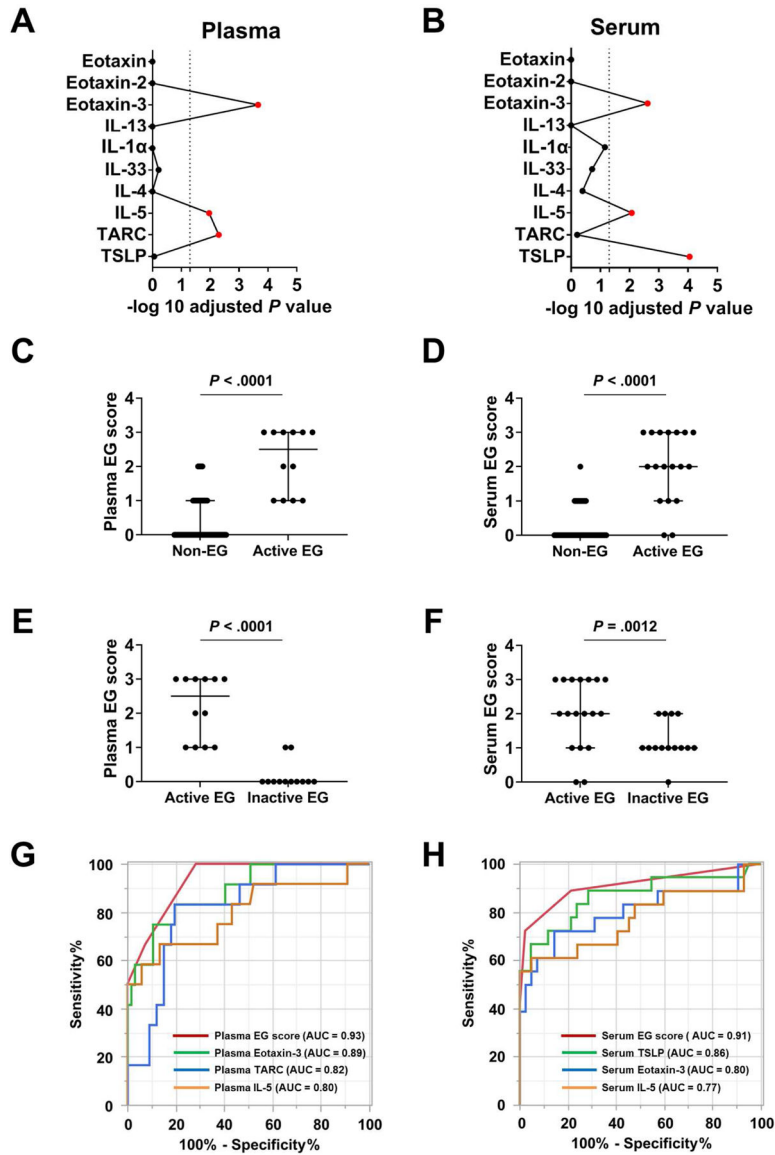 A
Plasma
Eotaxin
Eotaxin-2
Eotaxin-3
IL-13
IL-1α
IL-33
IL-4
IL-5
TARC
TSLP
0 1 2 3 4 5
-log 10 adjusted P value
B
Serum
Eotaxin
Eotaxin-2
Eotaxin-3
IL-13
IL-1α
IL-33
IL-4
IL-5
TARC
TSLP
0 1 2 3 4 5
-log 10 adjusted P value
C
P < .0001
Plasma EG score
4
3
2
1
0
Non-EG Active EG
D
P < .0001
Serum EG score
4
3
2
1
0
Non-EG Active EG
E
P < .0001
Plasma EG score
4
3
2
1
0
Active EG Inactive EG
F
P = .0012
Serum EG score
4
3
2
1
0
Active EG Inactive EG
G
Sensitivity%
100
80
60
40
20
0
Plasma EG score (AUC = 0.93)
Plasma Eotaxin-3 (AUC = 0.89)
Plasma TARC (AUC = 0.82)
Plasma IL-5 (AUC = 0.80)
0 20 40 60 80 100
100% - Specificity%
H
Sensitivity%
100
80
60
40
20
0
Serum EG score ( AUC = 0.91)
Serum TSLP (AUC = 0.86)
Serum Eotaxin-3 (AUC = 0.80)
Serum IL-5 (AUC = 0.77)
0 20 40 60 80 100
100% - Specificity%